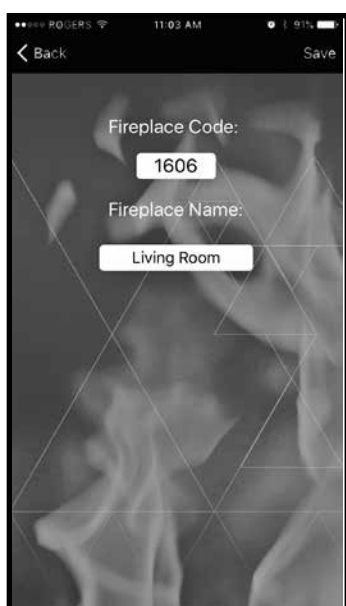 ROGERS 11:03 AM 91%
Back Save
Fireplace Code:
1606
Fireplace Name:
Living Room